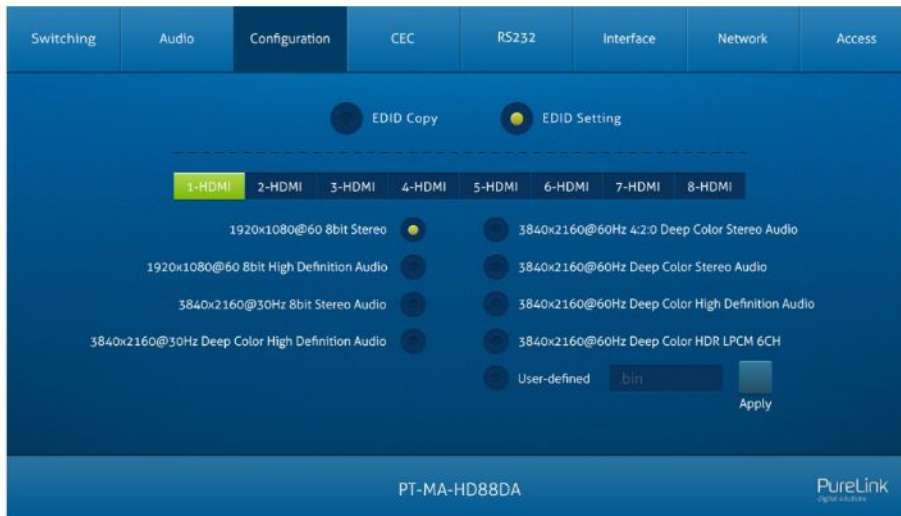 Switching Audio Configuration CEC RS232 Interface Network Access
EDID Copy EDID Setting
1-HDMI 2-HDMI 3-HDMI 4-HDMI 5-HDMI 6-HDMI 7-HDMI 8-HDMI
1920x1080@60 8bit Stereo 3840x2160@60Hz 4:2:0 Deep Color Stereo Audio
1920x1080@60 8bit High Definition Audio 3840x2160@60Hz Deep Color Stereo Audio
3840x2160@30Hz 8bit Stereo Audio 3840x2160@60Hz Deep Color High Definition Audio
3840x2160@30Hz Deep Color High Definition Audio 3840x2160@60Hz Deep Color HDR LPCM 6CH
User-defined .bin
Apply
PT-MA-HD88DA PureLink
digital solutions